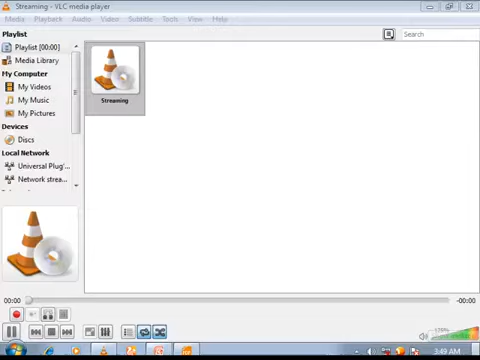 Streaming - VLC media player
Media Playback Audio Video Subtitle Tools View Help
Playlist
Search
Playlist [00:00]
Media Library
My Computer
My Videos
My Music
My Pictures
Devices
Discs
Local Network
Universal Plug'...
Network strea...
Streaming
00:00
-00:00
3:49 AM